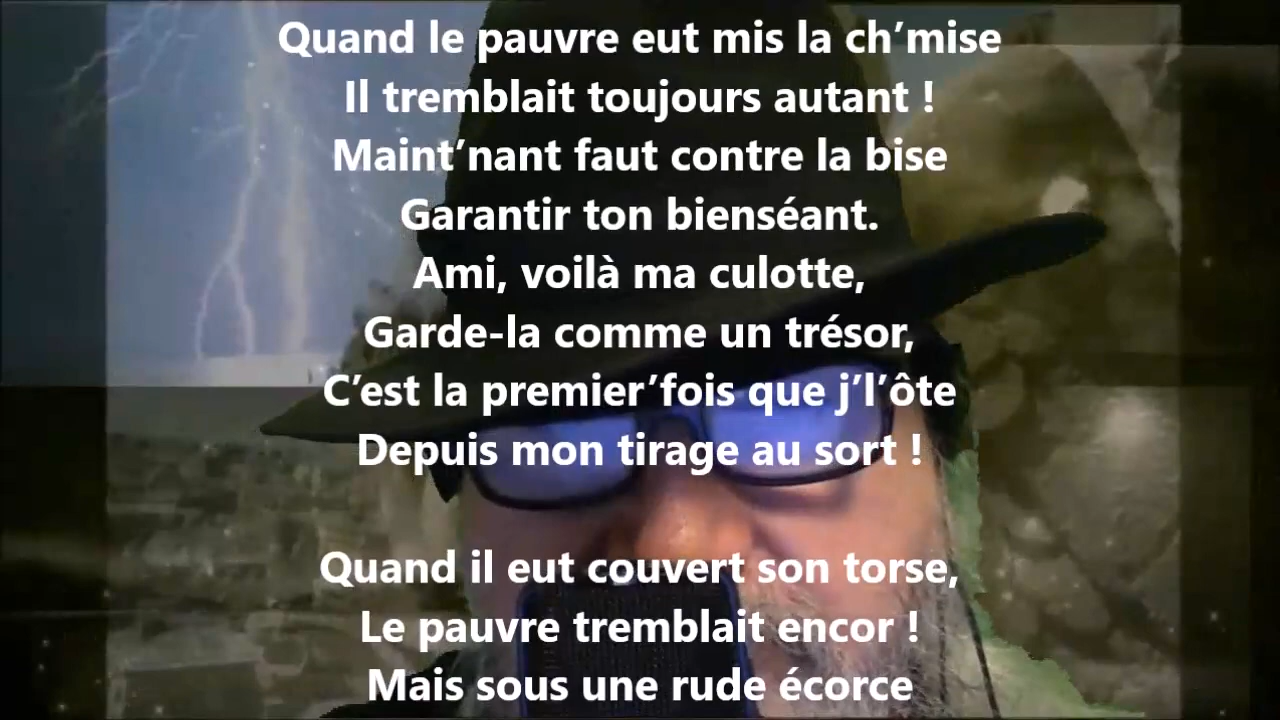 Quand le pauvre eut mis la ch’mise
Il tremblait toujours autant !
Maint’nant faut contre la bise
Garantir ton bienséant.
Ami, voilà ma culotte,
Garde-la comme un trésor,
C’est la premier’fois que j’l’ôte
Depuis mon tirage au sort !
Quand il eut couvert son torse,
Le pauvre tremblait encor !
Mais sous une rude écorce